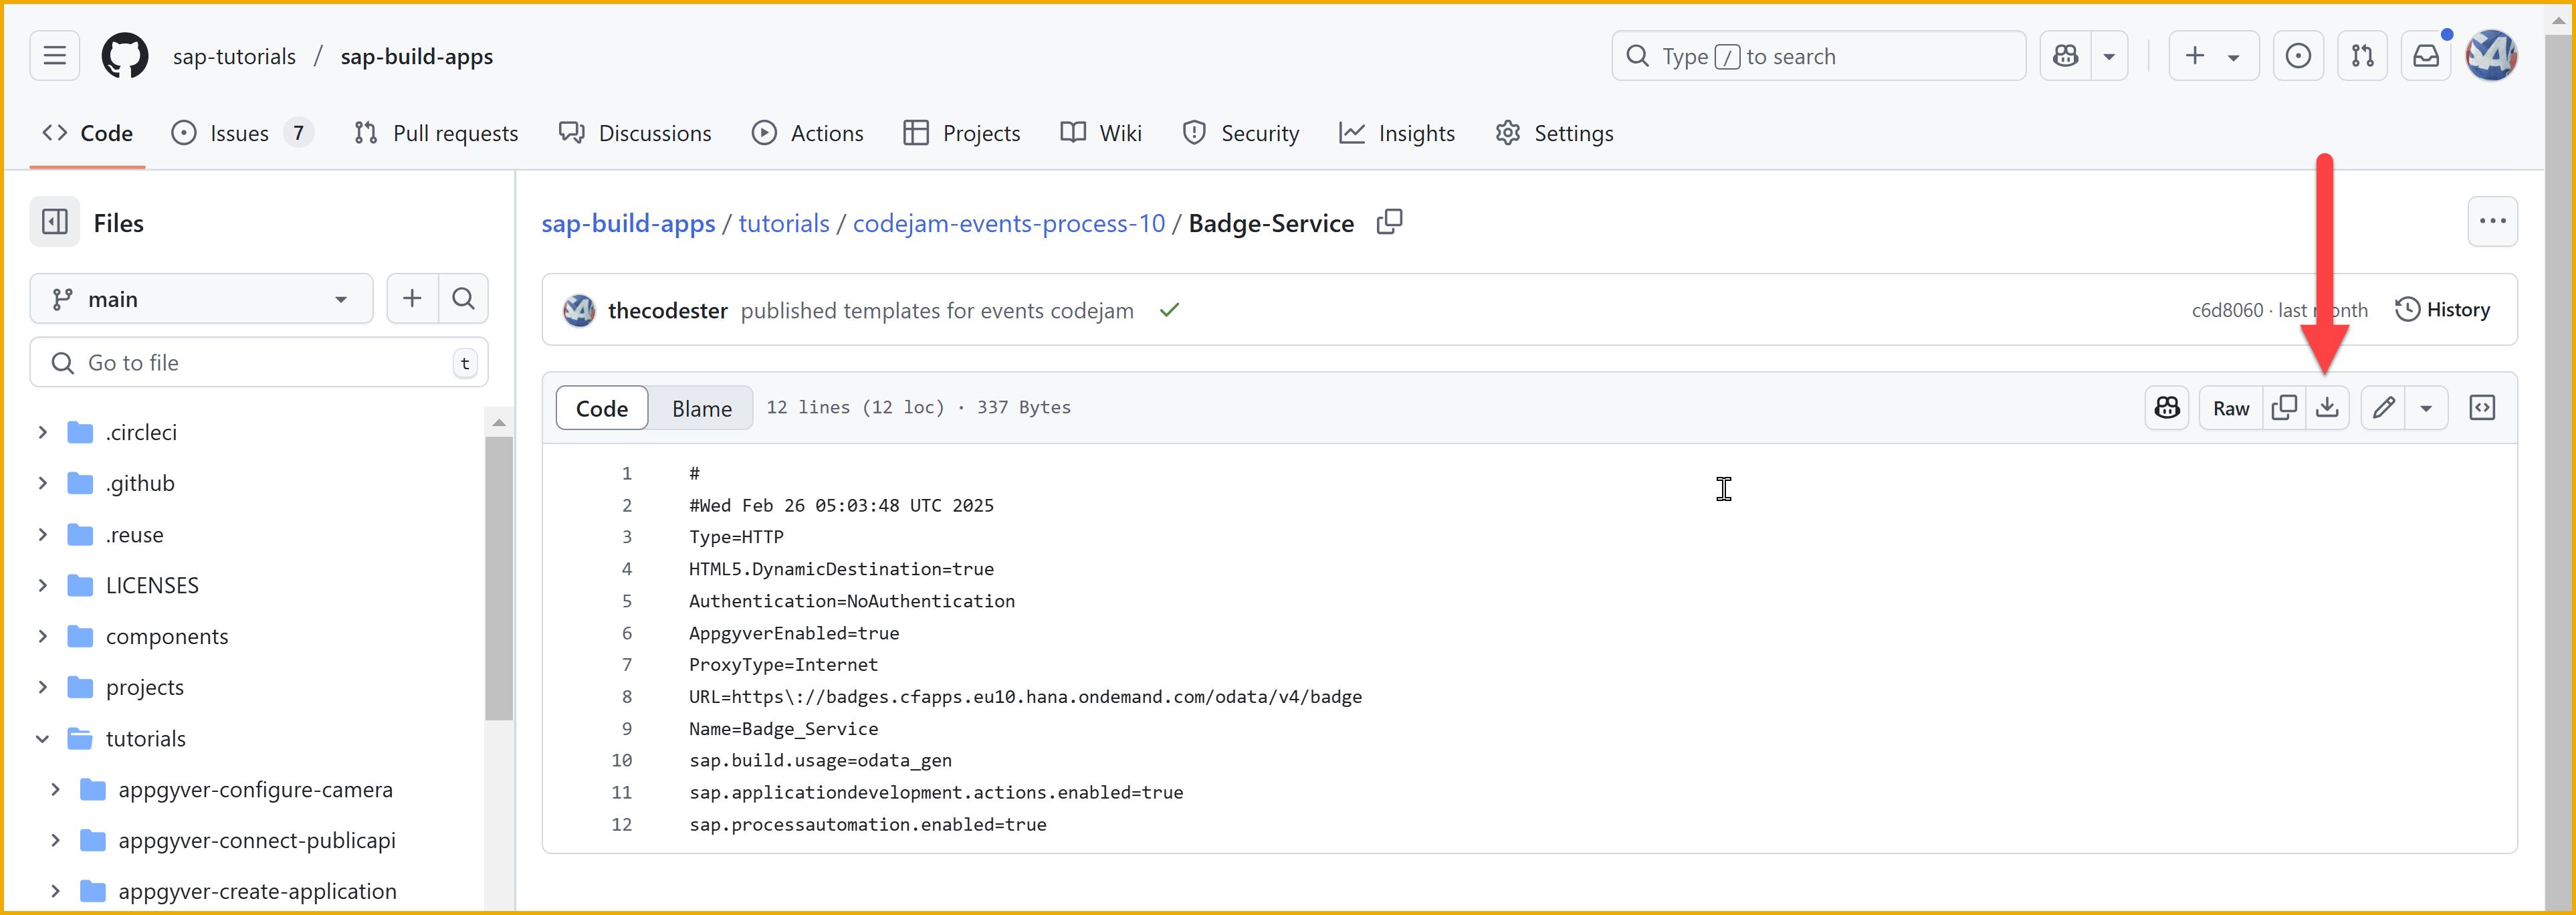 sap-tutorials / sap-build-apps
Type / to search
Code
Issues 7
Pull requests
Discussions
Actions
Projects
Wiki
Security
Insights
Settings
Files
main
Go to file t
.circleci
.github
.reuse
LICENSES
components
projects
tutorials
appgyver-configure-camera
appgyver-connect-publicapi
appgyver-create-application
sap-build-apps / tutorials / codejam-events-process-10 / Badge-Service
thecodester published templates for events codejam
c6d8060 · last month
History
Code
Blame
12 lines (12 loc) · 337 Bytes
Raw
1 #
2 #Wed Feb 26 05:03:48 UTC 2025
3 Type=HTTP
4 HTML5.DynamicDestination=true
5 Authentication=NoAuthentication
6 AppgyverEnabled=true
7 ProxyType=Internet
8 URL=https\://badges.cfapps.eu10.hana.ondemand.com/odata/v4/badge
9 Name=Badge_Service
10 sap.build.usage=odata_gen
11 sap.applicationdevelopment.actions.enabled=true
12 sap.processautomation.enabled=true